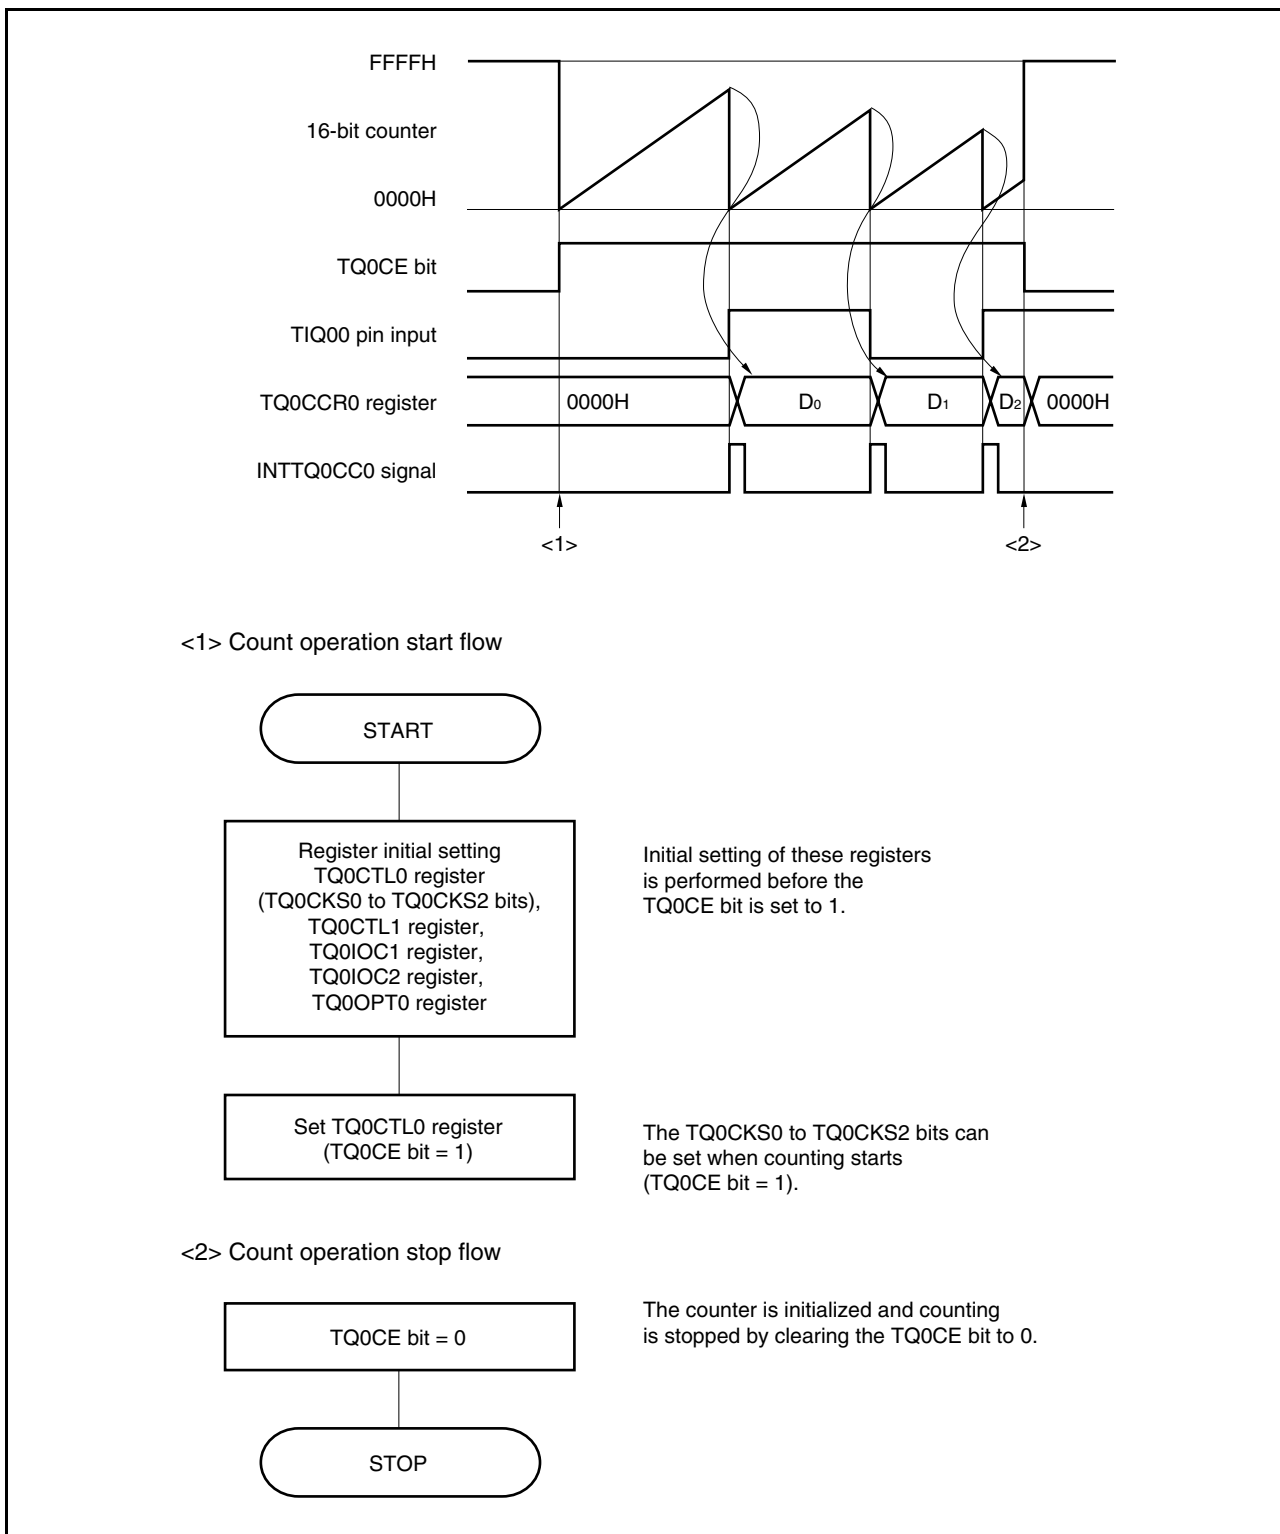 FFFFH
16-bit counter
0000H
TQ0CE bit
TIQ00 pin input
TQ0CCR0 register
0000H D0 D1 D2 0000H
INTTQ0CC0 signal
<1> <2>
<1> Count operation start flow
START
Register initial setting
TQ0CTL0 register
(TQ0CKS0 to TQ0CKS2 bits),
TQ0CTL1 register,
TQ0IOC1 register,
TQ0IOC2 register,
TQ0OPT0 register
Initial setting of these registers
is performed before the
TQ0CE bit is set to 1.
Set TQ0CTL0 register
(TQ0CE bit = 1)
The TQ0CKS0 to TQ0CKS2 bits can
be set when counting starts
(TQ0CE bit = 1).
<2> Count operation stop flow
TQ0CE bit = 0
The counter is initialized and counting
is stopped by clearing the TQ0CE bit to 0.
STOP